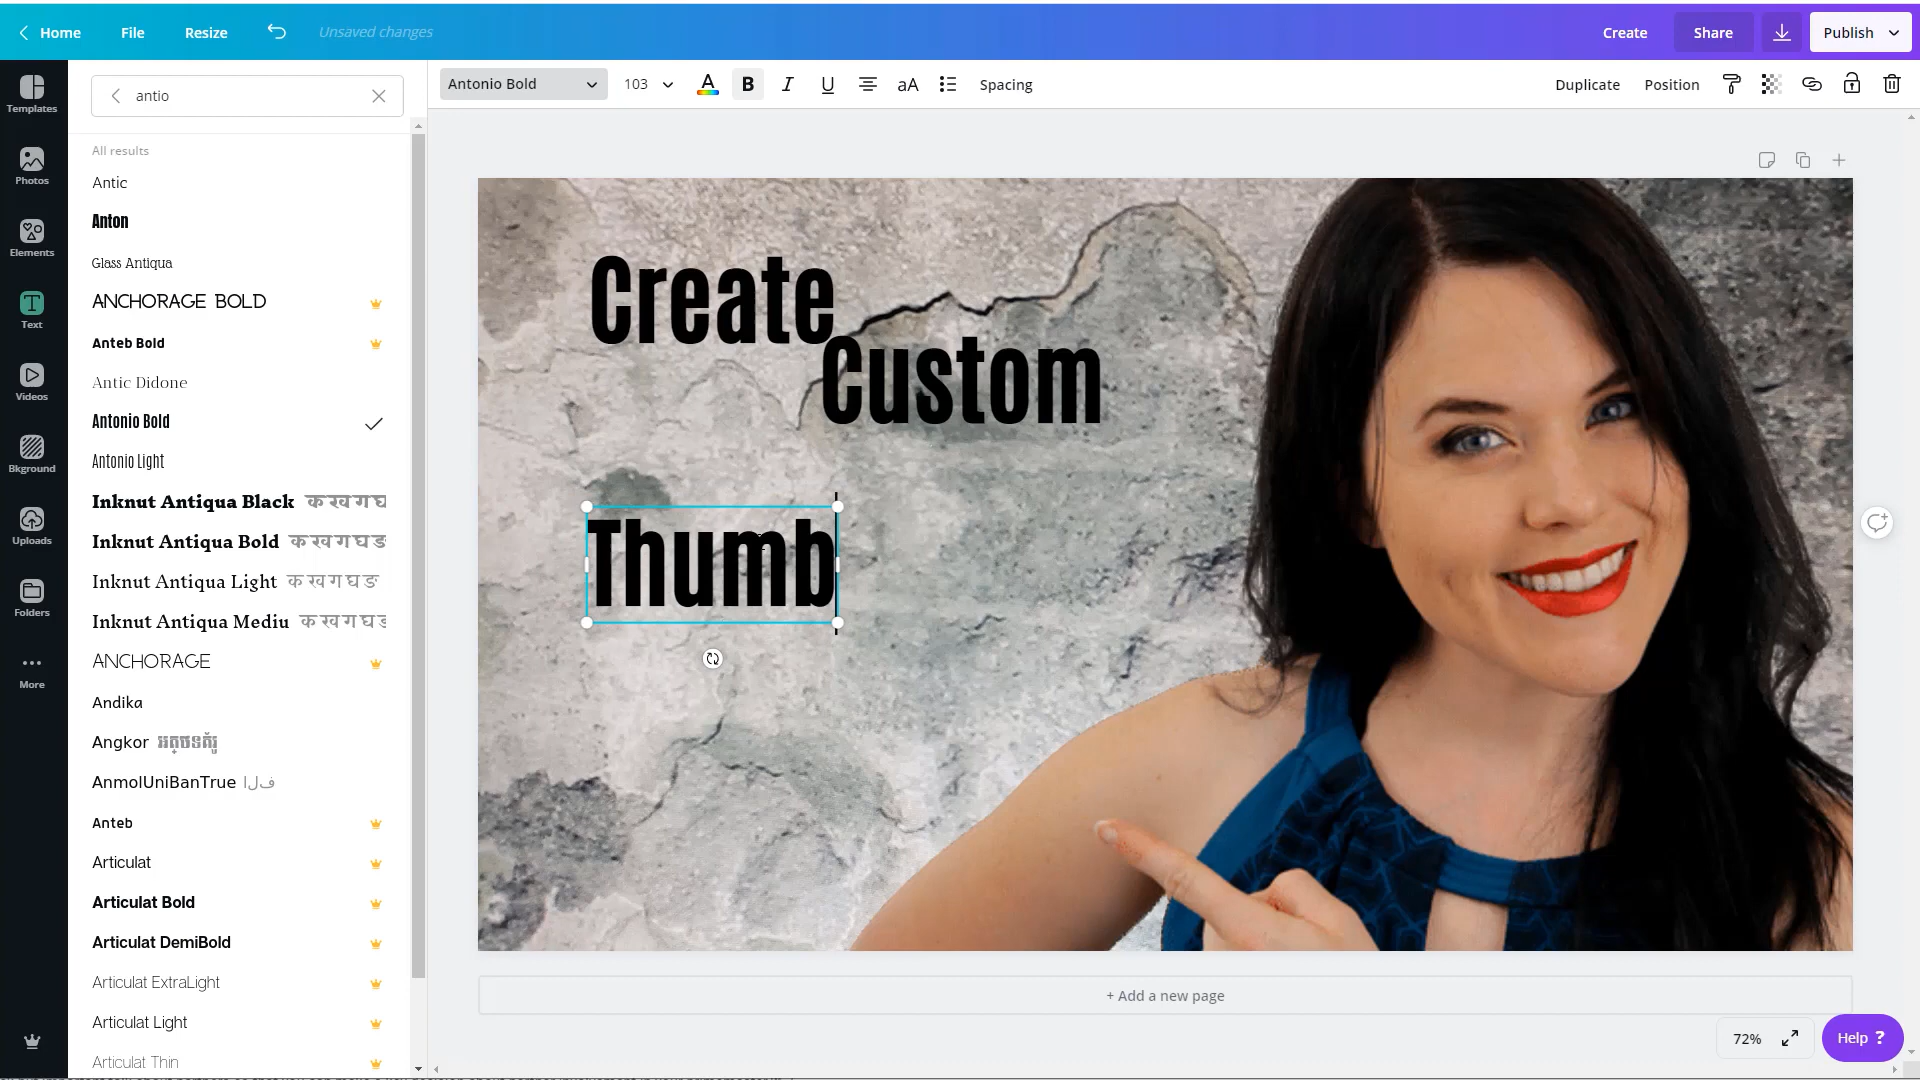 Home File Resize Unsaved changes Create Share Publish
antio
Antonio Bold 103 A B I U aA Spacing Duplicate Position
Templates
Photos
Elements
Text
Videos
Bkground
Uploads
Folders
More
All results
Antic
Anton
Glass Antiqua
ANCHORAGE BOLD
Anteb Bold
Antic Didone
Antonio Bold
Antonio Light
Inknut Antiqua Black क ख ग घ
Inknut Antiqua Bold क ख ग घ ङ
Inknut Antiqua Light क ख ग घ ङ
Inknut Antiqua Mediu क ख ग घ ङ
ANCHORAGE
Andika
Angkor
AnmolUniBanTrue
Anteb
Articulat
Articulat Bold
Articulat DemiBold
Articulat ExtraLight
Articulat Light
Articulat Thin
Create
Custom
Thumb
+ Add a new page
72% Help ?